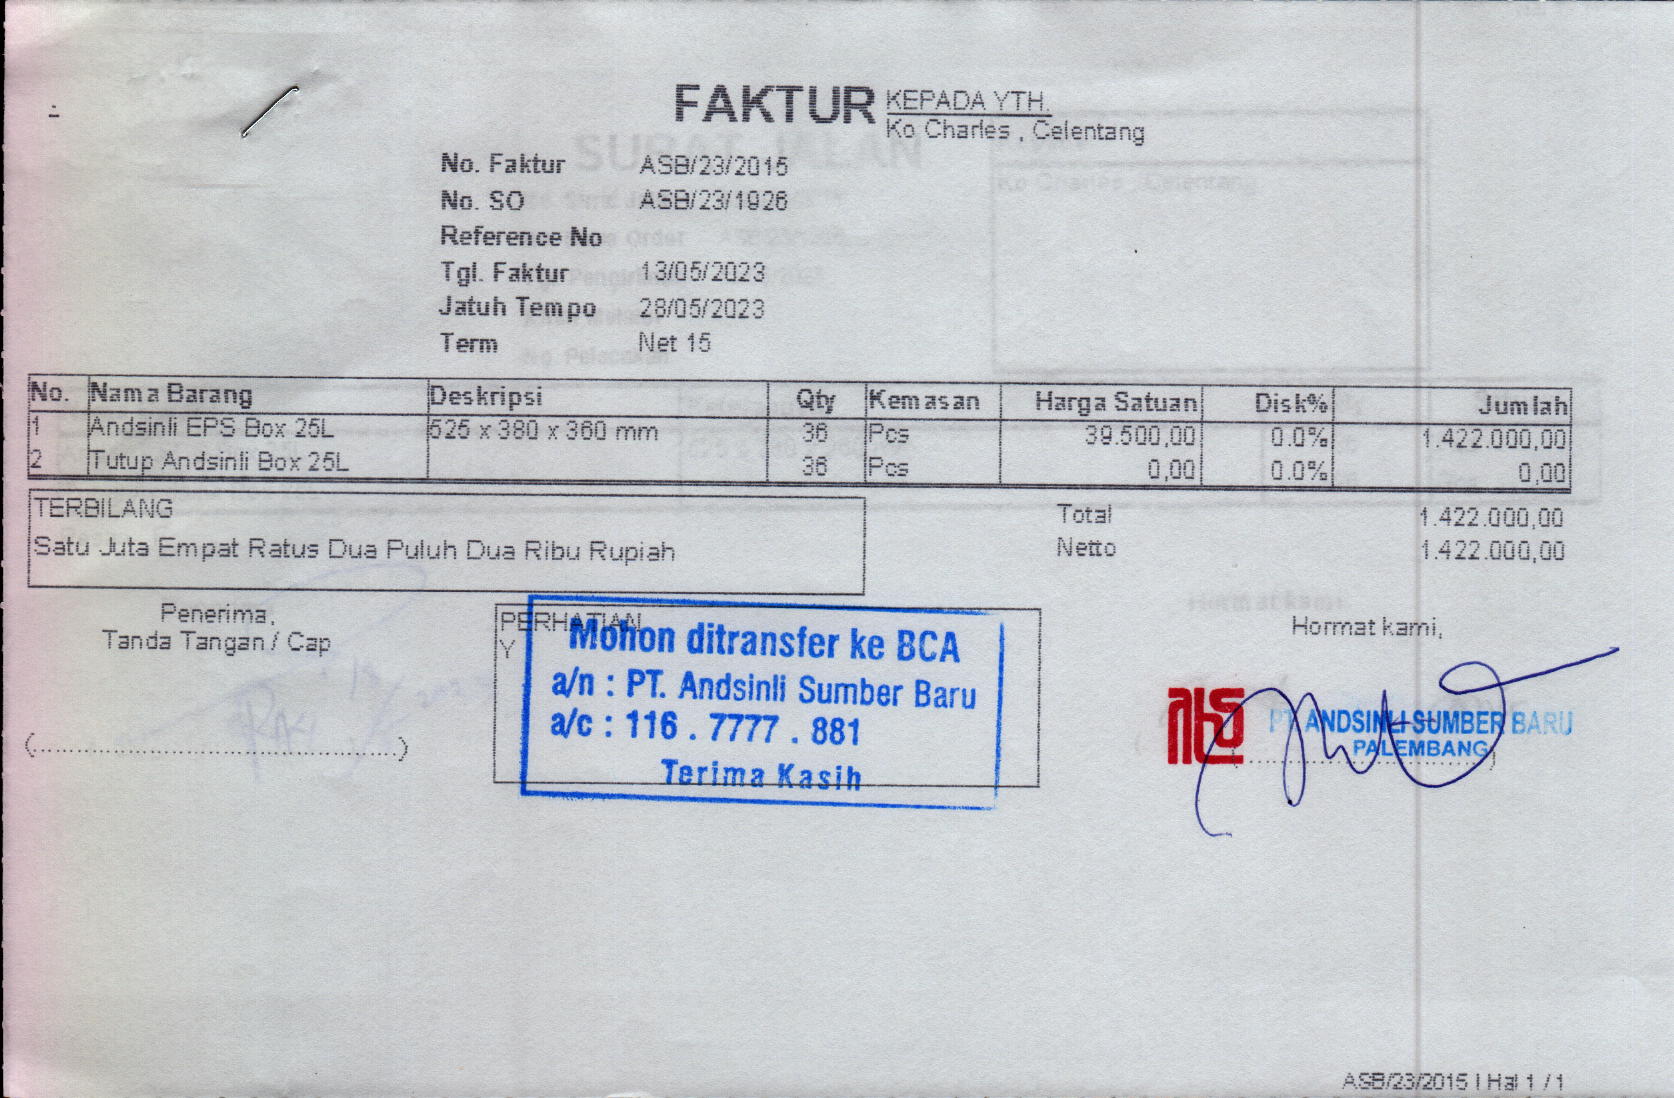 FAKTUR
KEPADA YTH.
Ko Charles , Celentang
No. Faktur ASB/23/2015
No. SO ASB/23/1926
Reference No
Tgl. Faktur 13/05/2023
Jatuh Tempo 28/05/2023
Term Net 15
No. Nama Barang Deskripsi Qty Kemasan Harga Satuan Disk% Jumlah
1 Andsinli EPS Box 25L 525 x 380 x 360 mm 36 Pcs 39.500,00 0.0% 1.422.000,00
2 Tutup Andsinli Box 25L 36 Pcs 0,00 0.0% 0,00
TERBILANG
Satu Juta Empat Ratus Dua Puluh Dua Ribu Rupiah
Total 1.422.000,00
Netto 1.422.000,00
Penerima,
Tanda Tangan / Cap
PERHATIAN
Y
Mohon ditransfer ke BCA
a/n : PT. Andsinli Sumber Baru
a/c : 116 . 7777 . 881
Terima Kasih
Hormat kami,
PT ANDSINLI SUMBER BARU
PALEMBANG
ASB/23/2015 | Hal 1 / 1